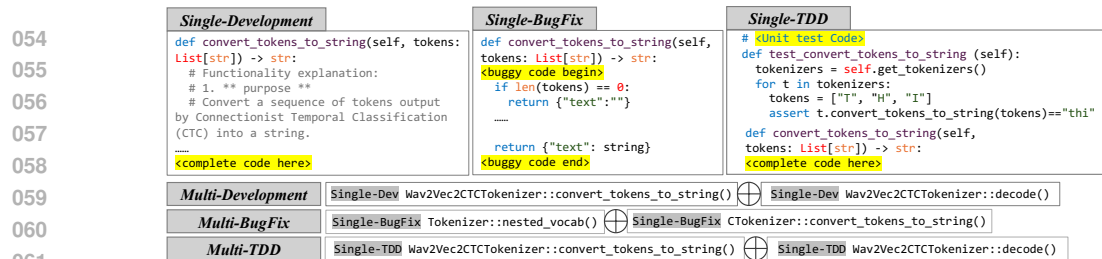 054
055
056
057
058
059
060
061
Single-Development
def convert_tokens_to_string(self, tokens:
List[str]) -> str:
# Functionality explanation:
# 1. ** purpose **
# Convert a sequence of tokens output
by Connectionist Temporal Classification
(CTC) into a string.
……
<complete code here>
Single-BugFix
def convert_tokens_to_string(self,
tokens: List[str]) -> str:
<buggy code begin>
if len(tokens) == 0:
return {"text":""}
……
return {"text": string}
<buggy code end>
Single-TDD
# <Unit test Code>
def test_convert_tokens_to_string (self):
tokenizers = self.get_tokenizers()
for t in tokenizers:
tokens = ["T", "H", "I"]
assert t.convert_tokens_to_string(tokens)=="thi"
def convert_tokens_to_string(self,
tokens: List[str]) -> str:
<complete code here>
Multi-Development
Single-Dev Wav2Vec2CTCTokenizer::convert_tokens_to_string() ⊕ Single-Dev Wav2Vec2CTCTokenizer::decode()
Multi-BugFix
Single-BugFix Tokenizer::nested_vocab() ⊕ Single-BugFix CTokenizer::convert_tokens_to_string()
Multi-TDD
Single-TDD Wav2Vec2CTCTokenizer::convert_tokens_to_string() ⊕ Single-TDD Wav2Vec2CTCTokenizer::decode()